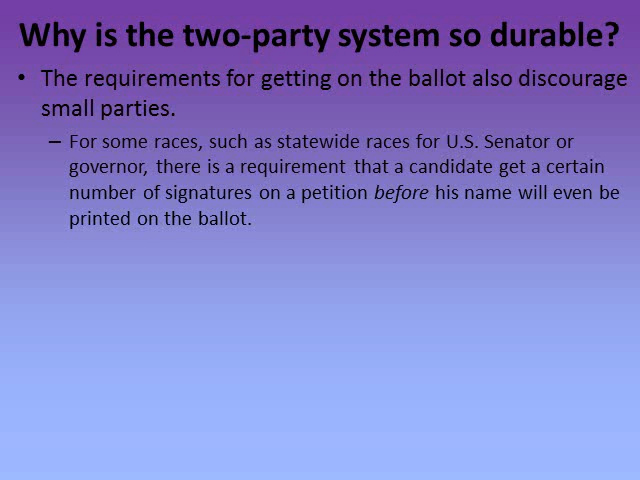 Why is the two-party system so durable?
• The requirements for getting on the ballot also discourage
small parties.
– For some races, such as statewide races for U.S. Senator or
governor, there is a requirement that a candidate get a certain
number of signatures on a petition before his name will even be
printed on the ballot.